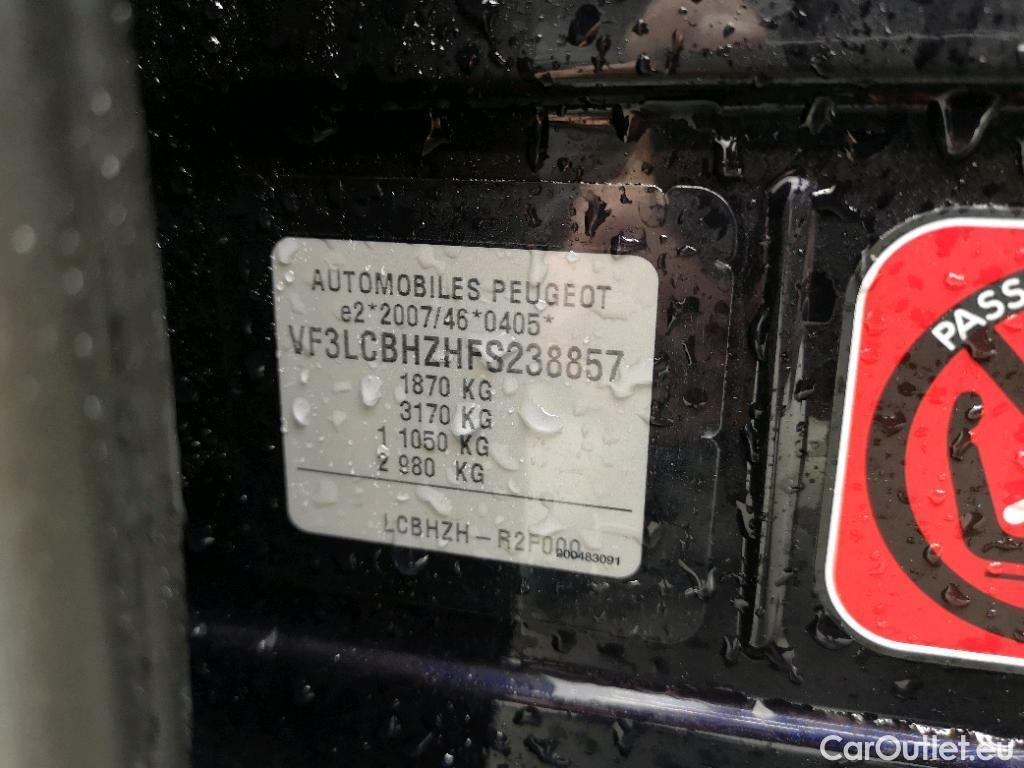 AUTOMOBILES PEUGEOT
e2*2007/46*0405*
VF3LCBHZHFS238857
1870 KG
3170 KG
1 1050 KG
2 980 KG
LCBHZH-R2F000
000483091
PASS
CarOutlet.eu